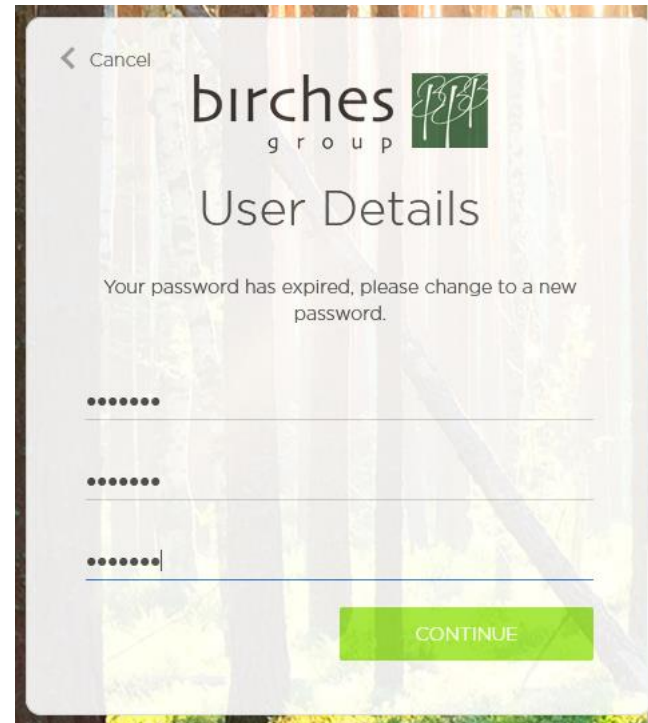 Cancel
birches
group
User Details
Your password has expired, please change to a new
password.
•••••••
•••••••
•••••••
CONTINUE